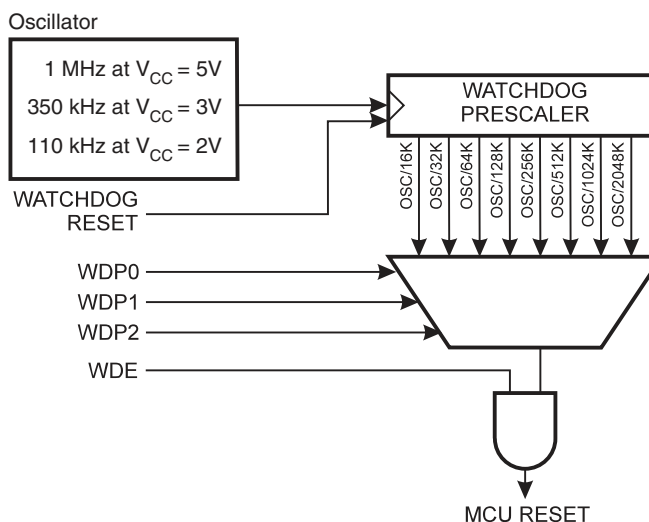 Oscillator
1 MHz at VCC = 5V
350 kHz at VCC = 3V
110 kHz at VCC = 2V
WATCHDOG
PRESCALER
OSC/16K
OSC/32K
OSC/64K
OSC/128K
OSC/256K
OSC/512K
OSC/1024K
OSC/2048K
WATCHDOG
RESET
WDP0
WDP1
WDP2
WDE
MCU RESET